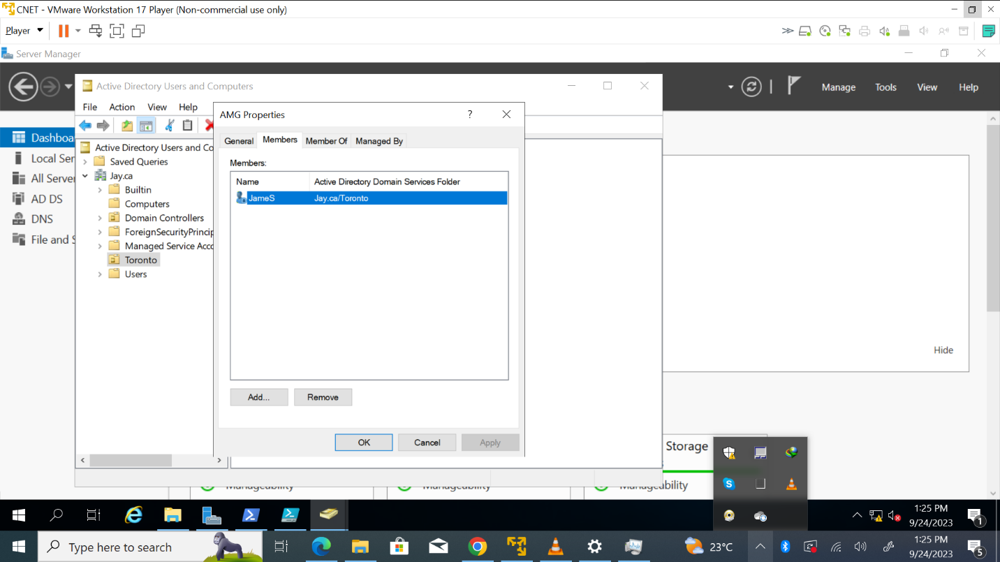 CNET - VMware Workstation 17 Player (Non-commercial use only)
Player
Server Manager
Manage Tools View Help
Active Directory Users and Computers
File Action View Help
Dashboa
Local Ser
All Server
AD DS
DNS
File and S
Active Directory Users and Co
Saved Queries
Jay.ca
Builtin
Computers
Domain Controllers
ForeignSecurityPrincip
Managed Service Acco
Toronto
Users
AMG Properties
?
General Members Member Of Managed By
Members:
Name Active Directory Domain Services Folder
JameS Jay.ca/Toronto
Add... Remove
OK Cancel Apply
Hide
Storage
Manageability Manageability Manageability
1:25 PM
9/24/2023
1
Type here to search
23°C
1:25 PM
9/24/2023
5